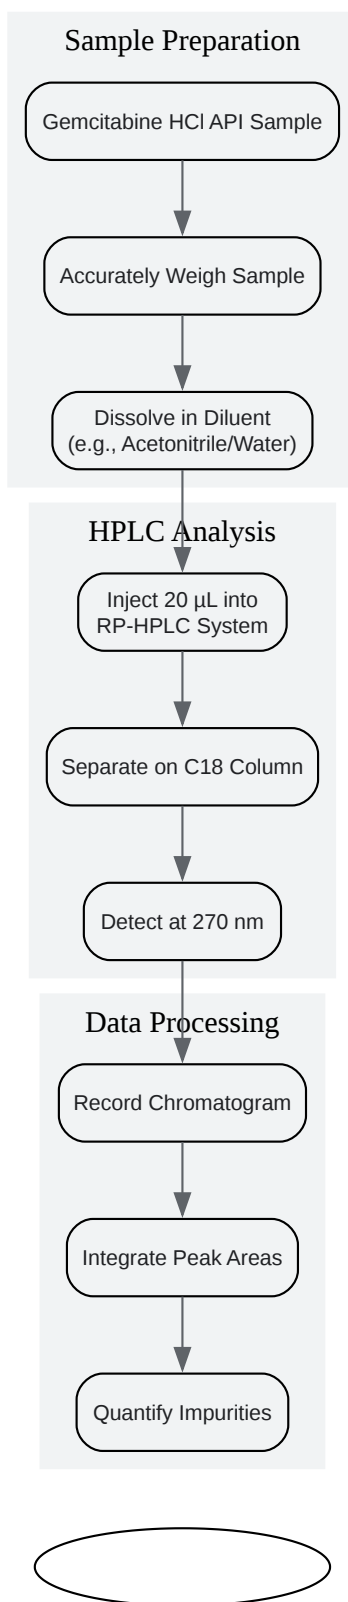 Sample Preparation
Gemcitabine HCl API Sample
Accurately Weigh Sample
Dissolve in Diluent
(e.g., Acetonitrile/Water)
HPLC Analysis
Inject 20 µL into
RP-HPLC System
Separate on C18 Column
Detect at 270 nm
Data Processing
Record Chromatogram
Integrate Peak Areas
Quantify Impurities